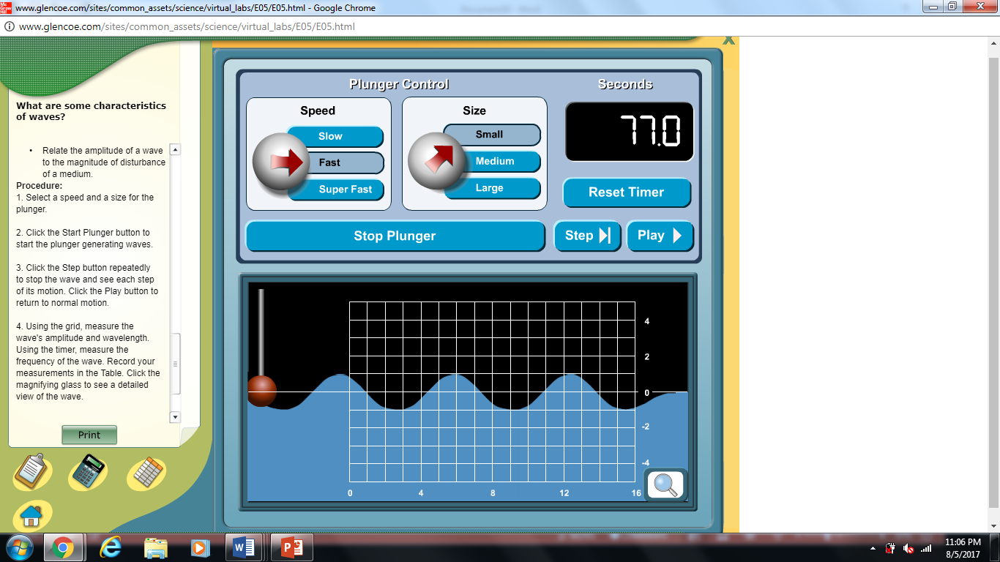 Mc
Graw
Hill
www.glencoe.com/sites/common_assets/science/virtual_labs/E05/E05.html - Google Chrome
www.glencoe.com/sites/common_assets/science/virtual_labs/E05/E05.html
X
What are some characteristics
of waves?
• Relate the amplitude of a wave
to the magnitude of disturbance
of a medium.
Procedure:
1. Select a speed and a size for the
plunger.
2. Click the Start Plunger button to
start the plunger generating waves.
3. Click the Step button repeatedly
to stop the wave and see each step
of its motion. Click the Play button to
return to normal motion.
4. Using the grid, measure the
wave's amplitude and wavelength.
Using the timer, measure the
frequency of the wave. Record your
measurements in the Table. Click the
magnifying glass to see a detailed
view of the wave.
Print
Plunger Control
Speed
Slow
Fast
Super Fast
Size
Small
Medium
Large
Seconds
77.0
Reset Timer
Stop Plunger
Step
Play
4
2
0
-2
-4
0 4 8 12 16
11:06 PM
8/5/2017